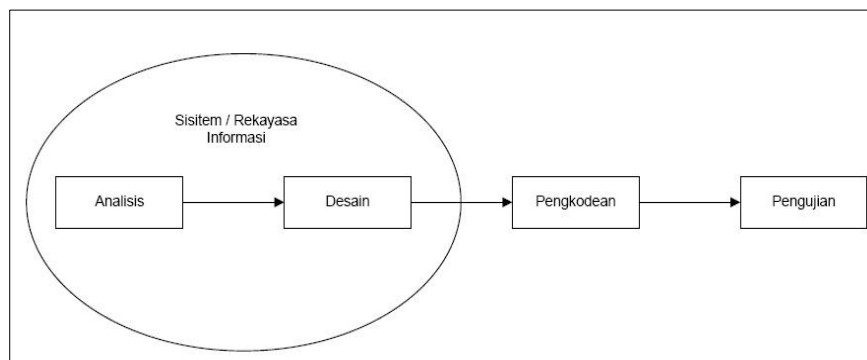 Sisitem / Rekayasa
Informasi
Analisis
Desain
Pengkodean
Pengujian